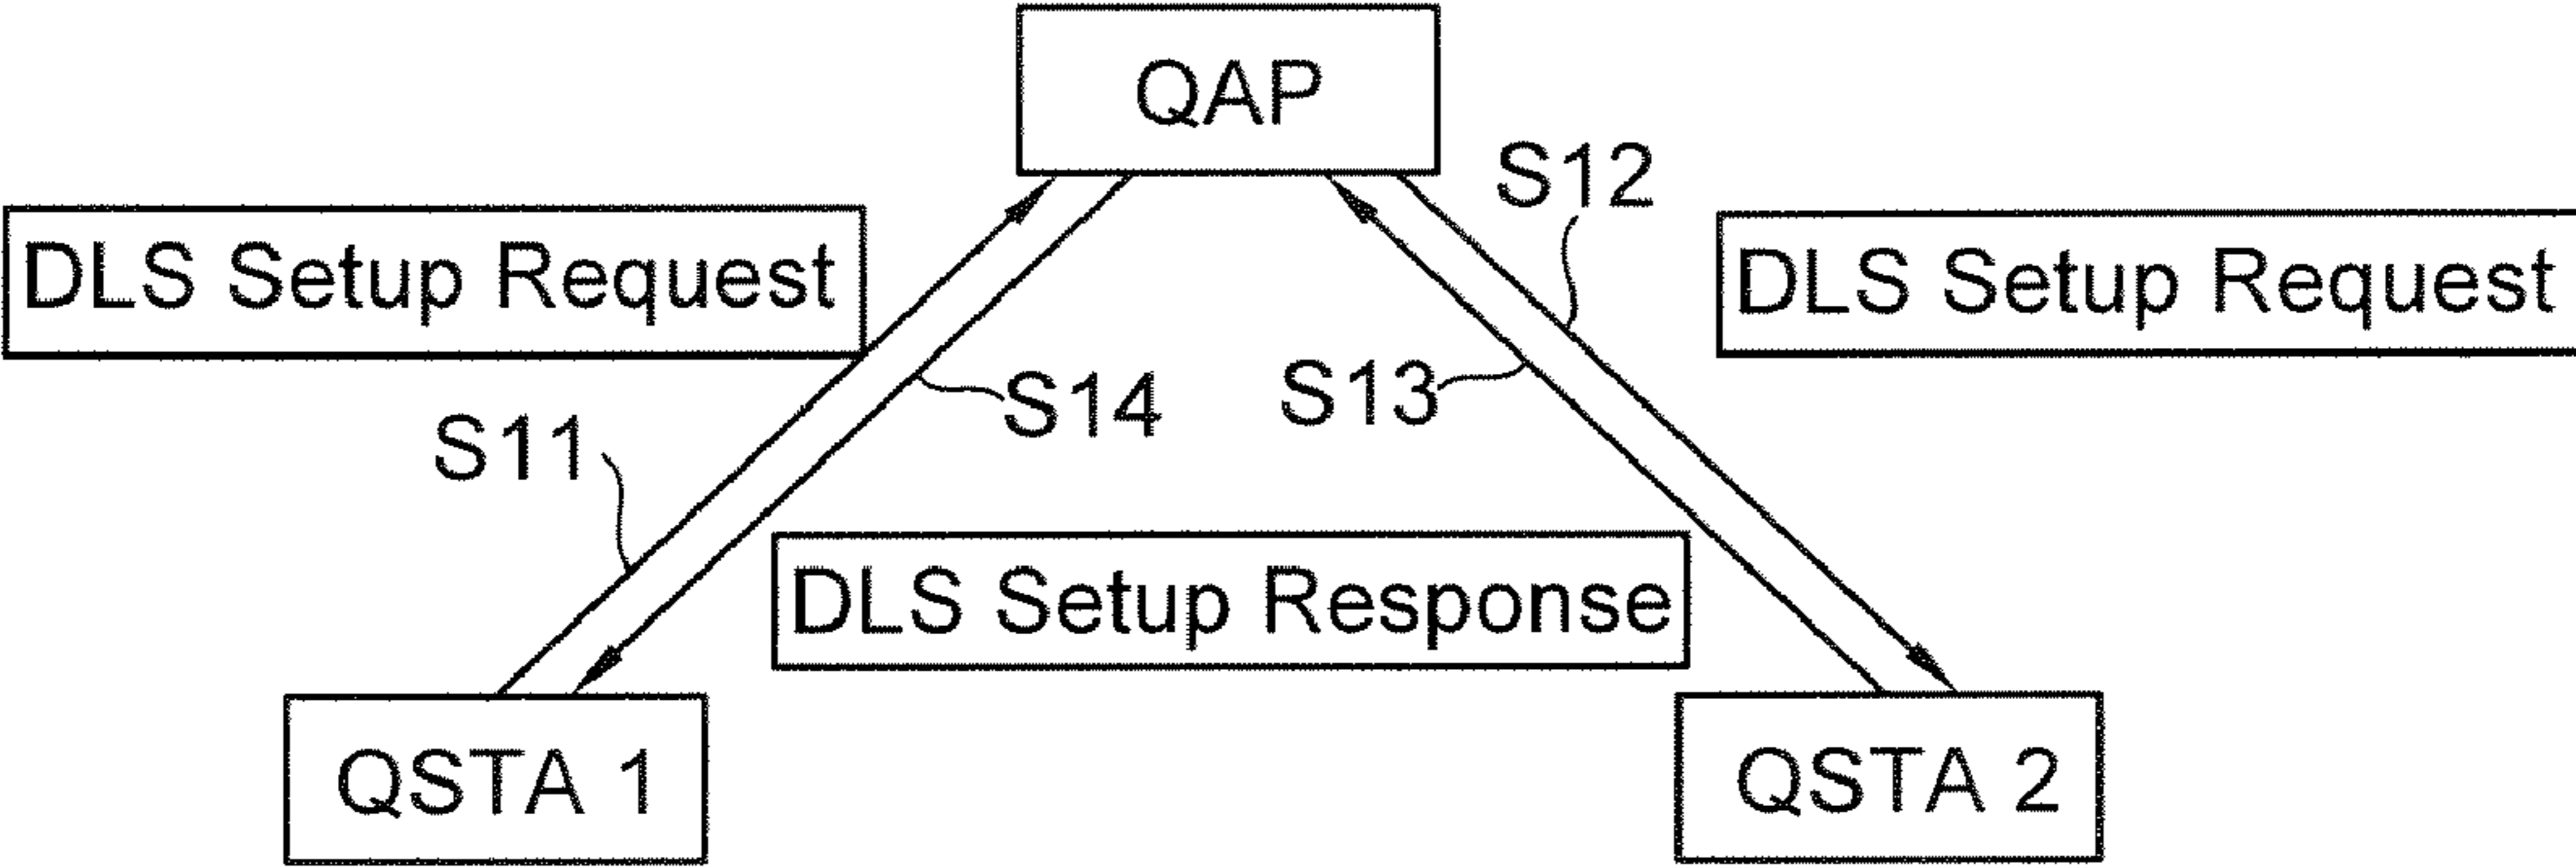 QAP
S12
DLS Setup Request
DLS Setup Request
S14
S13
S11
DLS Setup Response
QSTA 1
QSTA 2